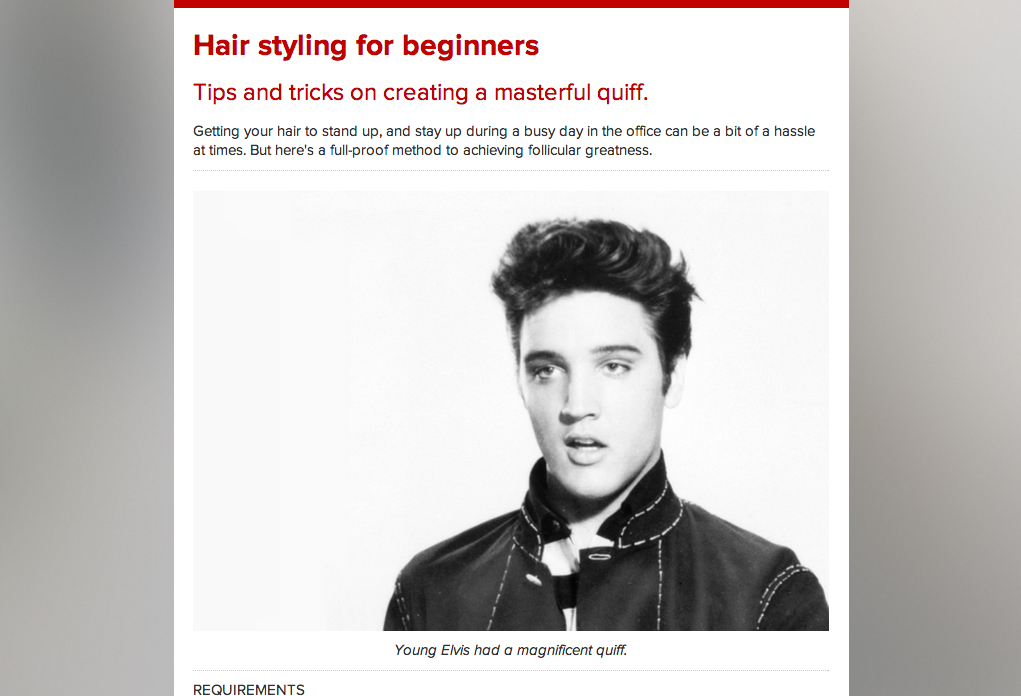 Hair styling for beginners
Tips and tricks on creating a masterful quiff.
Getting your hair to stand up, and stay up during a busy day in the office can be a bit of a hassle
at times. But here's a full-proof method to achieving follicular greatness.
Young Elvis had a magnificent quiff.
REQUIREMENTS